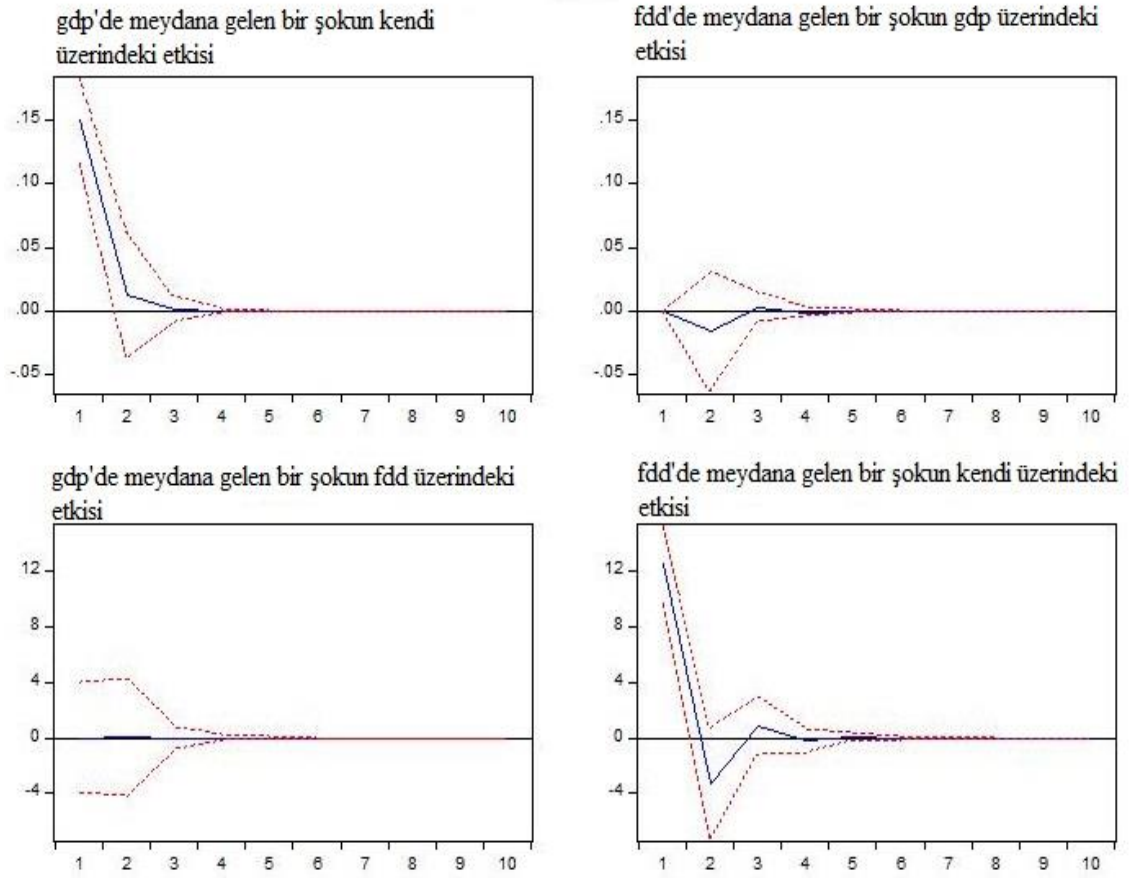 gdp'de meydana gelen bir şokun kendi
üzerindeki etkisi
.15
.10
.05
.00
-.05
1 2 3 4 5 6 7 8 9 10
fdd'de meydana gelen bir şokun gdp üzerindeki
etkisi
.15
.10
.05
.00
-.05
1 2 3 4 5 6 7 8 9 10
gdp'de meydana gelen bir şokun fdd üzerindeki
etkisi
12
8
4
0
-4
1 2 3 4 5 6 7 8 9 10
fdd'de meydana gelen bir şokun kendi üzerindeki
etkisi
12
8
4
0
-4
1 2 3 4 5 6 7 8 9 10